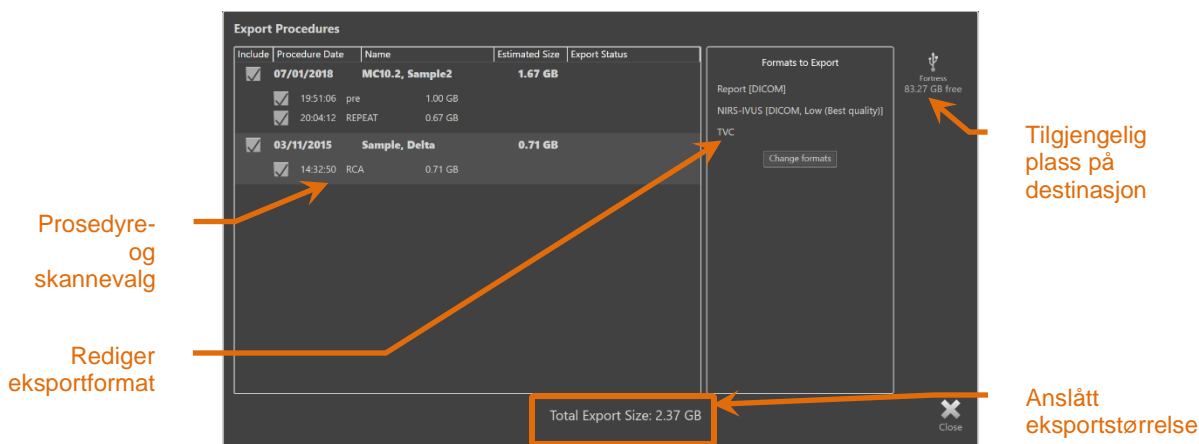 Export Procedures
Include Procedure Date Name Estimated Size Export Status
07/01/2018 MC10.2, Sample2 1.67 GB
19:51:06 pre 1.00 GB
20:04:12 REPEAT 0.67 GB
03/11/2015 Sample, Delta 0.71 GB
14:32:50 RCA 0.71 GB
Formats to Export
Report [DICOM]
NIRS-IVUS [DICOM, Low (Best quality)]
TVC
Change formats
Fortress
83.27 GB free
Total Export Size: 2.37 GB
Close
Prosedyre-
og
skannevalg
Rediger
eksportformat
Tilgjengelig
plass på
destinasjon
Anslått
eksportstørrelse